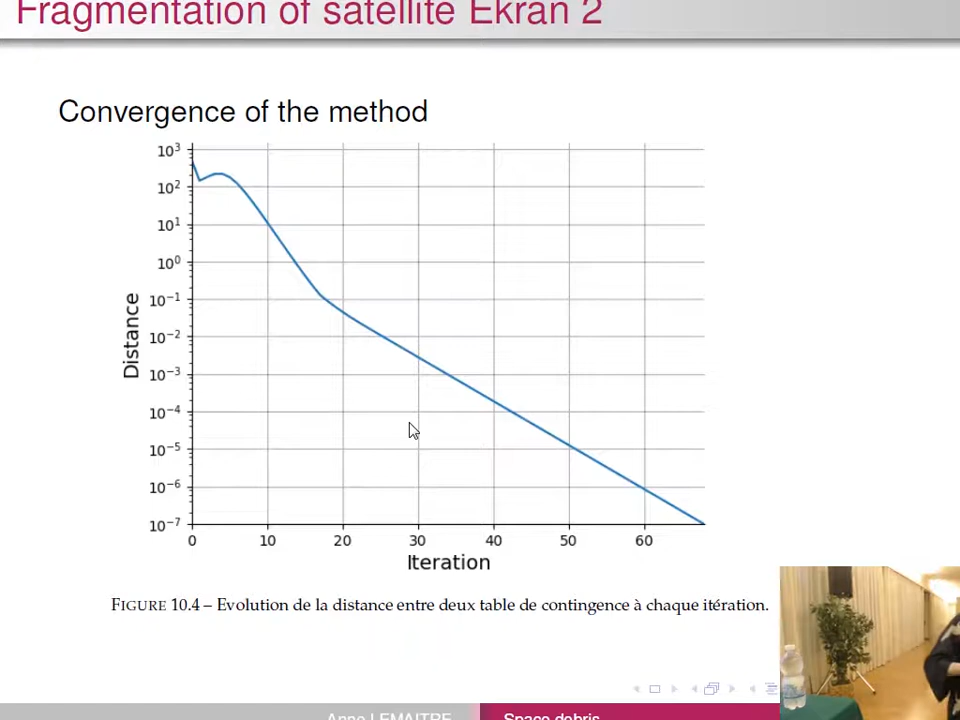 Fragmentation of satellite Ekran 2
Convergence of the method
10³
10²
10¹
10⁰
10⁻¹
10⁻²
10⁻³
10⁻⁴
10⁻⁵
10⁻⁶
10⁻⁷
Distance
0 10 20 30 40 50 60
Iteration
FIGURE 10.4 – Evolution de la distance entre deux table de contingence à chaque itération.
Anne LEMAITRE Space debris